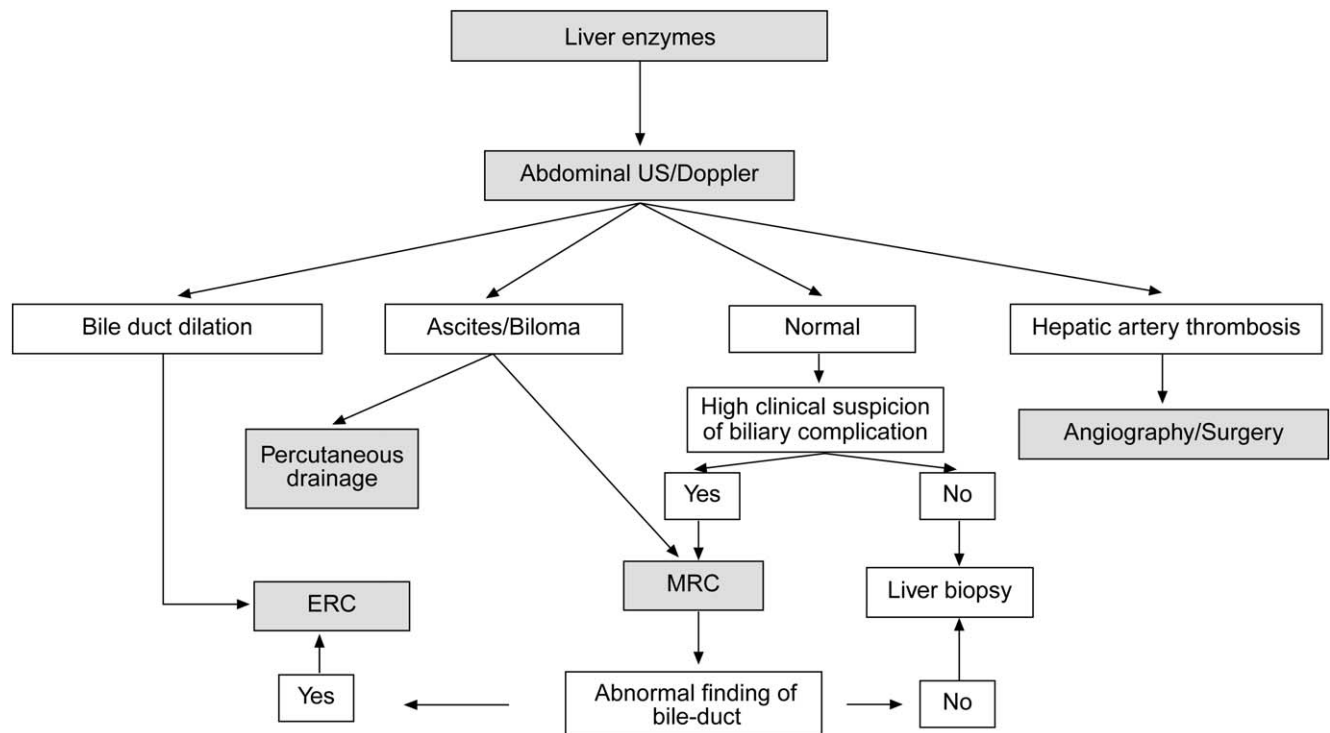 Liver enzymes
Abdominal US/Doppler
Bile duct dilation
Ascites/Biloma
Normal
Hepatic artery thrombosis
High clinical suspicion
of biliary complication
Angiography/Surgery
Percutaneous
drainage
Yes
No
ERC
MRC
Liver biopsy
Yes
Abnormal finding of
bile-duct
No